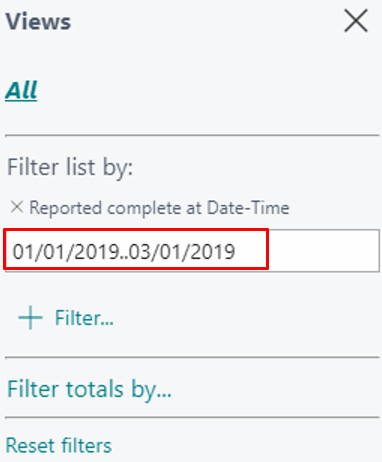 Views
All
Filter list by:
× Reported complete at Date-Time
01/01/2019..03/01/2019
+ Filter...
Filter totals by...
Reset filters